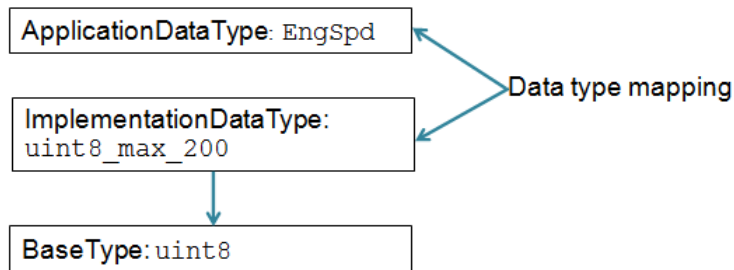 ApplicationDataType: EngSpd
Data type mapping
ImplementationDataType:
uint8_max_200
BaseType: uint8